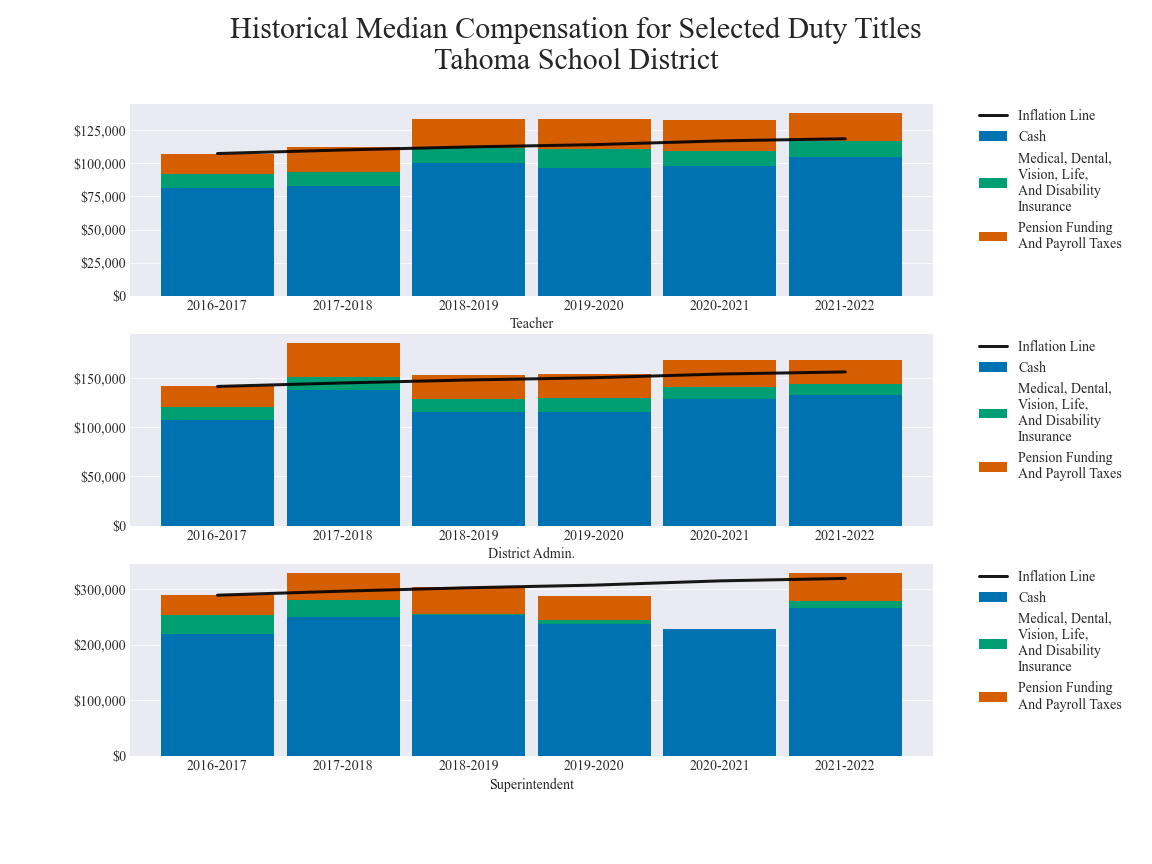 Historical Median Compensation for Selected Duty Titles
Tahoma School District
$125,000
$100,000
$75,000
$50,000
$25,000
$0
2016-2017 2017-2018 2018-2019 2019-2020 2020-2021 2021-2022
Teacher
Inflation Line
Cash
Medical, Dental,
Vision, Life,
And Disability
Insurance
Pension Funding
And Payroll Taxes
$150,000
$100,000
$50,000
$0
2016-2017 2017-2018 2018-2019 2019-2020 2020-2021 2021-2022
District Admin.
Inflation Line
Cash
Medical, Dental,
Vision, Life,
And Disability
Insurance
Pension Funding
And Payroll Taxes
$300,000
$200,000
$100,000
$0
2016-2017 2017-2018 2018-2019 2019-2020 2020-2021 2021-2022
Superintendent
Inflation Line
Cash
Medical, Dental,
Vision, Life,
And Disability
Insurance
Pension Funding
And Payroll Taxes